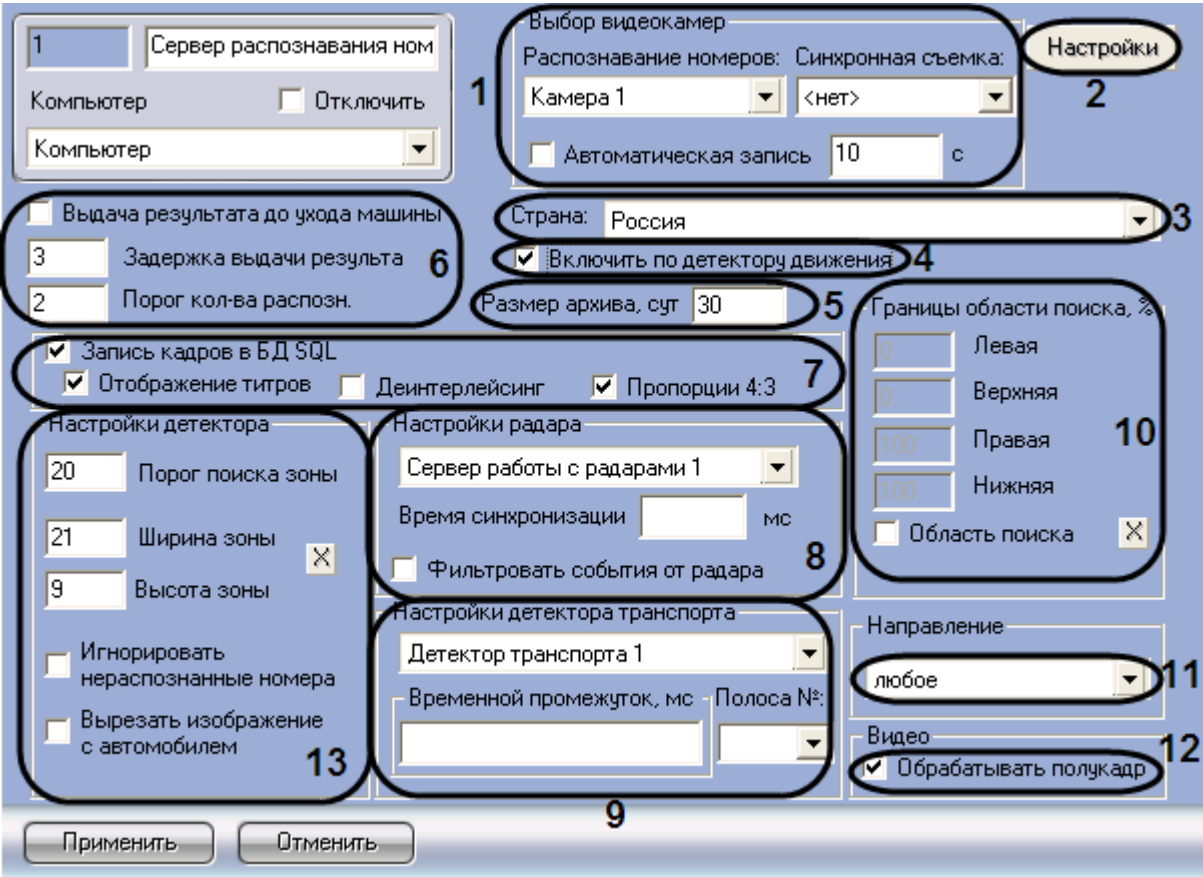 1
Сервер распознавания ном
Компьютер
Отключить
Компьютер
Выбор видеокамер
Распознавание номеров:
Синхронная съемка:
Камера 1
<нет>
Автоматическая запись
10
с
1
Настройки
2
Выдача результата до ухода машины
3
Задержка выдачи результа
2
Порог кол-ва распозн.
6
Страна:
Россия
3
Включить по детектору движения
4
Размер архива, сут
30
5
Запись кадров в БД SQL
Отображение титров
Деинтерлейсинг
Пропорции 4:3
7
Границы области поиска, %
0
Левая
0
Верхняя
100
Правая
100
Нижняя
Область поиска
X
10
Настройки детектора
20
Порог поиска зоны
21
Ширина зоны
X
9
Высота зоны
Игнорировать
нераспознанные номера
Вырезать изображение
с автомобилем
13
Настройки радара
Сервер работы с радарами 1
Время синхронизации
мс
Фильтровать события от радара
8
Настройки детектора транспорта
Детектор транспорта 1
Временной промежуток, мс
Полоса №:
9
Направление
любое
11
Видео
Обрабатывать полукадр
12
Применить
Отменить